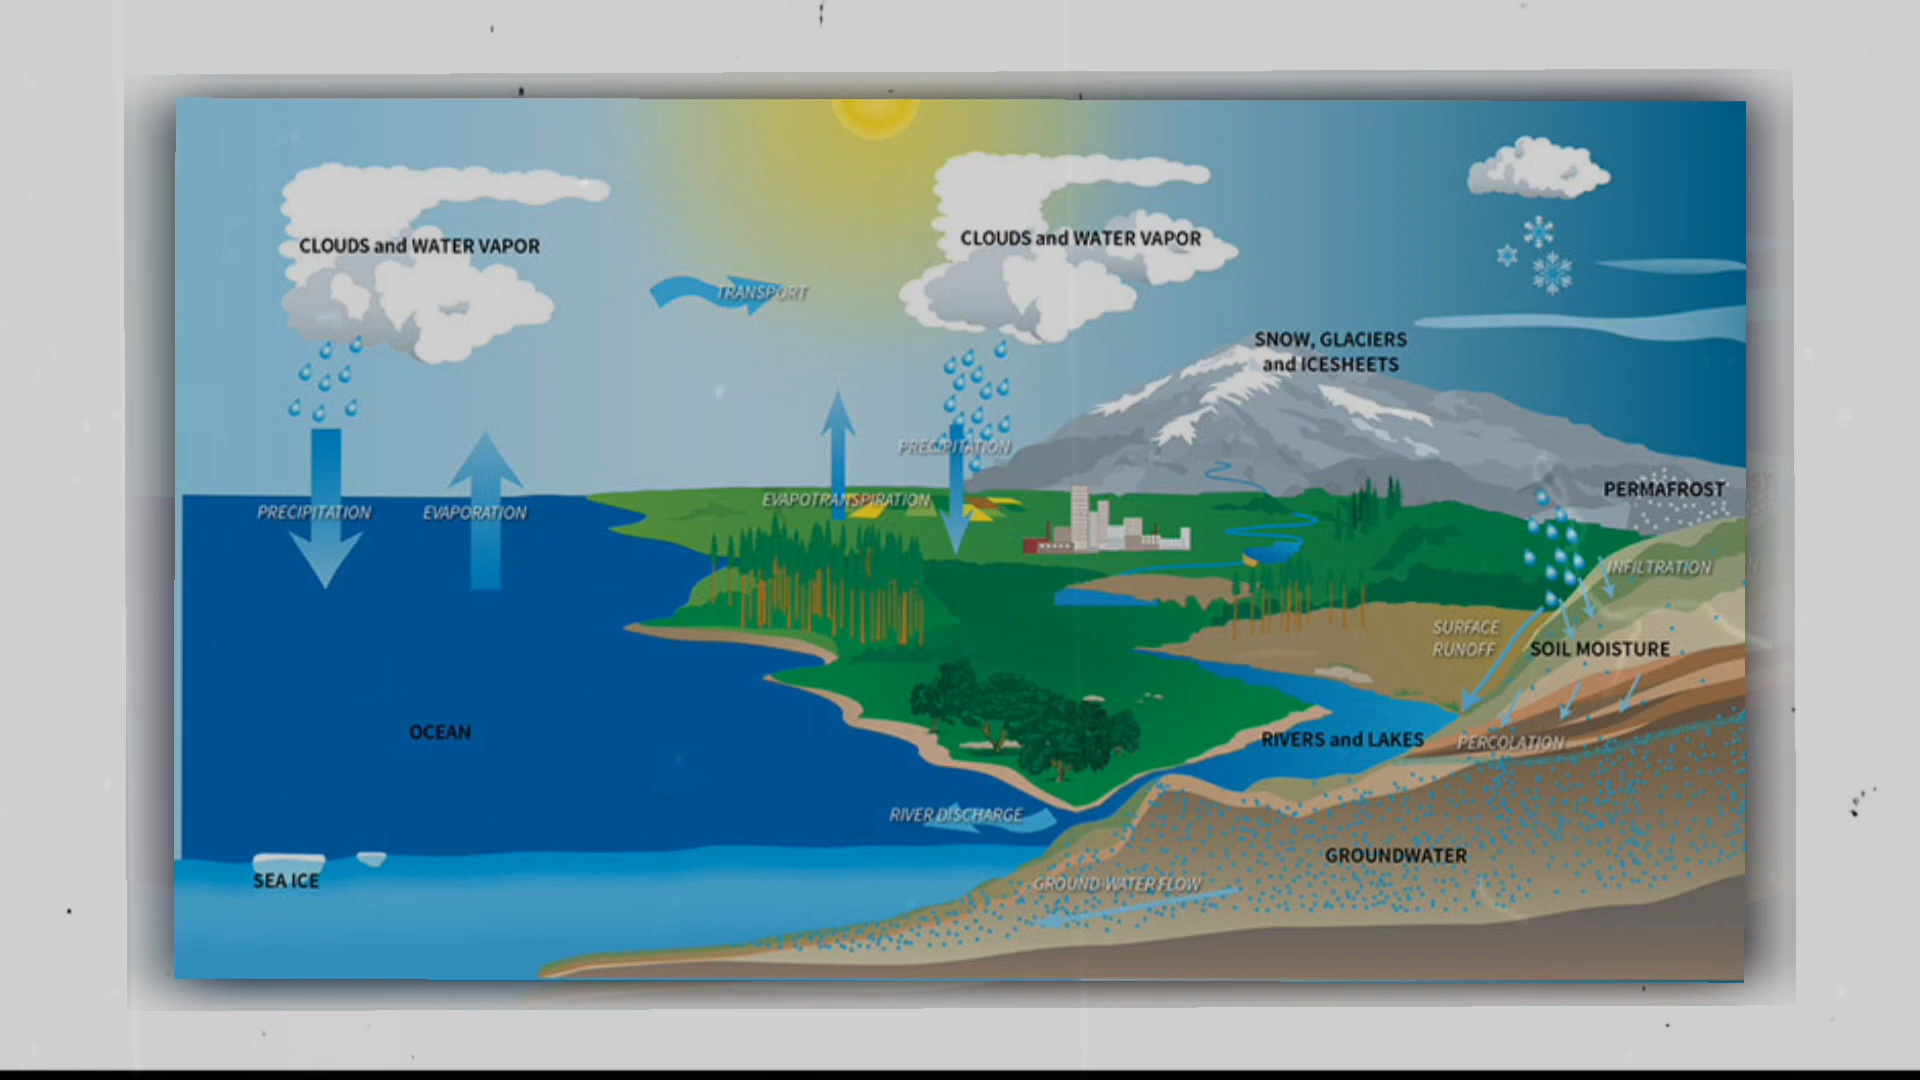 CLOUDS and WATER VAPOR
CLOUDS and WATER VAPOR
TRANSPORT
SNOW, GLACIERS
and ICESHEETS
PRECIPITATION
PERMAFROST
EVAPOTRANSPIRATION
PRECIPITATION
EVAPORATION
INFILTRATION
SURFACE
RUNOFF
SOIL MOISTURE
OCEAN
RIVERS and LAKES
PERCOLATION
RIVER DISCHARGE
GROUNDWATER
SEA ICE
GROUND-WATER FLOW